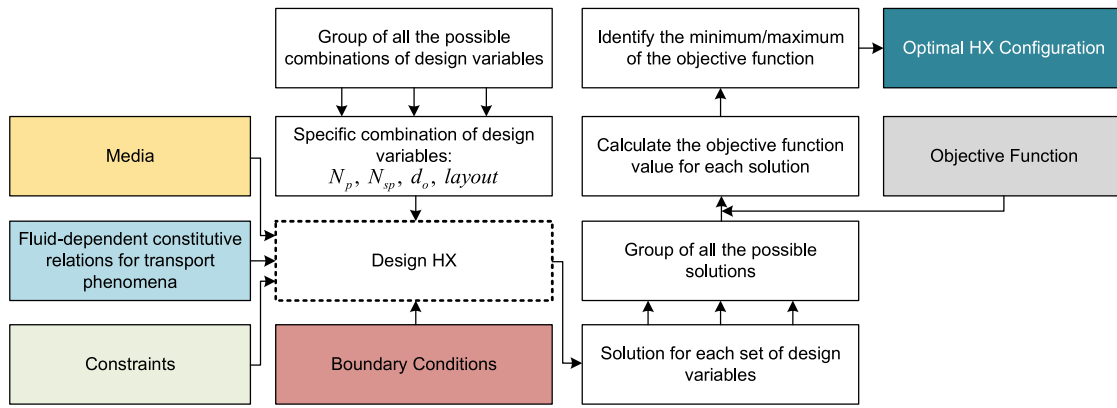 Group of all the possible
combinations of design variables
Identify the minimum/maximum
of the objective function
Optimal HX Configuration
Media
Specific combination of design
variables:
N_p, N_sp, d_o, layout
Calculate the objective function
value for each solution
Objective Function
Fluid-dependent constitutive
relations for transport
phenomena
Design HX
Group of all the possible
solutions
Constraints
Boundary Conditions
Solution for each set of design
variables